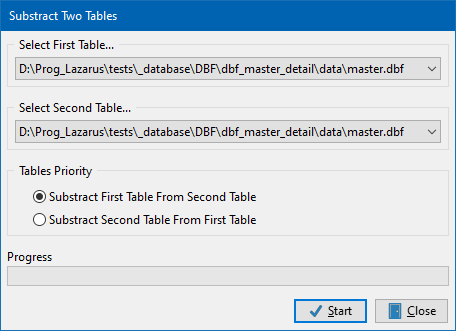 Substract Two Tables
Select First Table...
D:\Prog_Lazarus\tests\_database\DBF\dbf_master_detail\data\master.dbf
Select Second Table...
D:\Prog_Lazarus\tests\_database\DBF\dbf_master_detail\data\master.dbf
Tables Priority
Substract First Table From Second Table
Substract Second Table From First Table
Progress
Start
Close